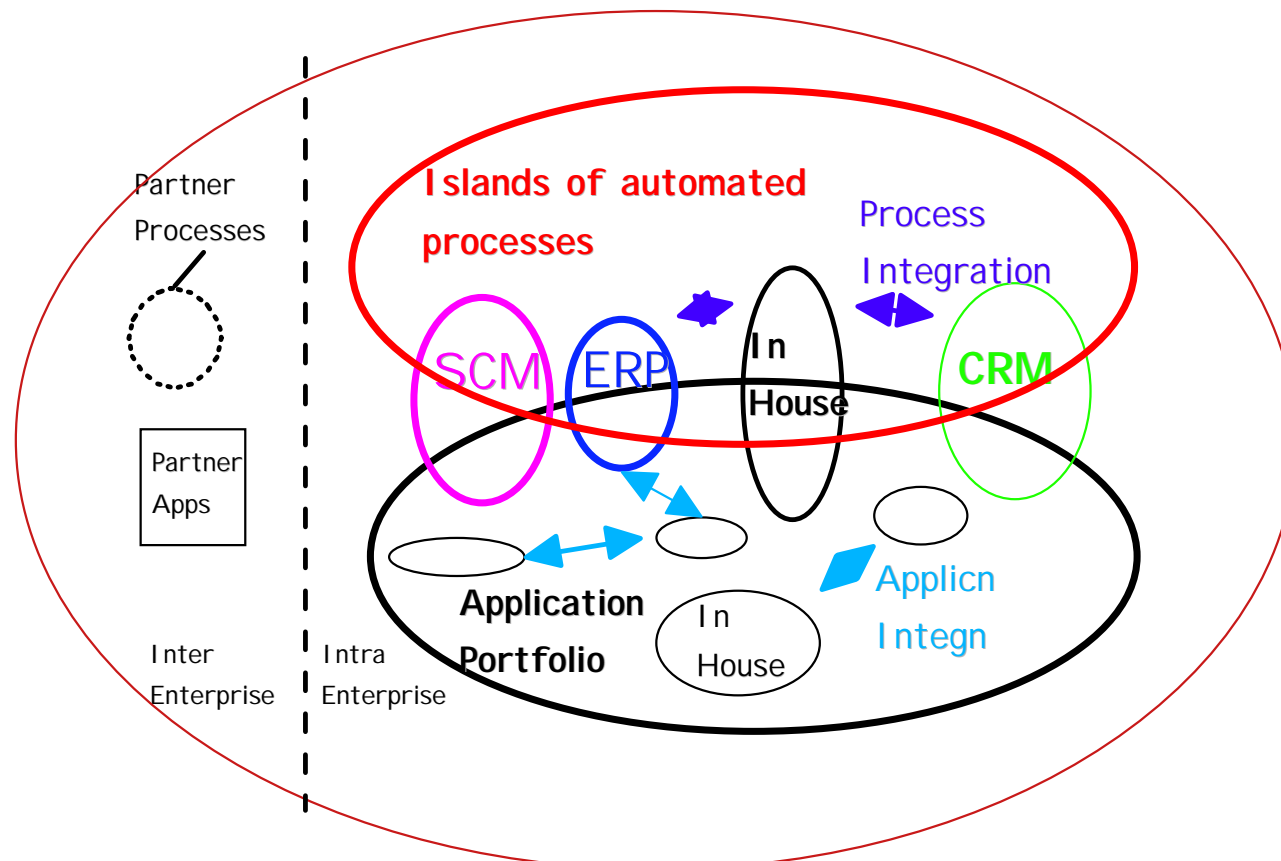 Partner
Processes
Islands of automated
processes
Process
Integration
SCM
ERP
In
House
CRM
Partner
Apps
Application
Portfolio
In
House
Applicn
Integn
Inter
Enterprise
Intra
Enterprise